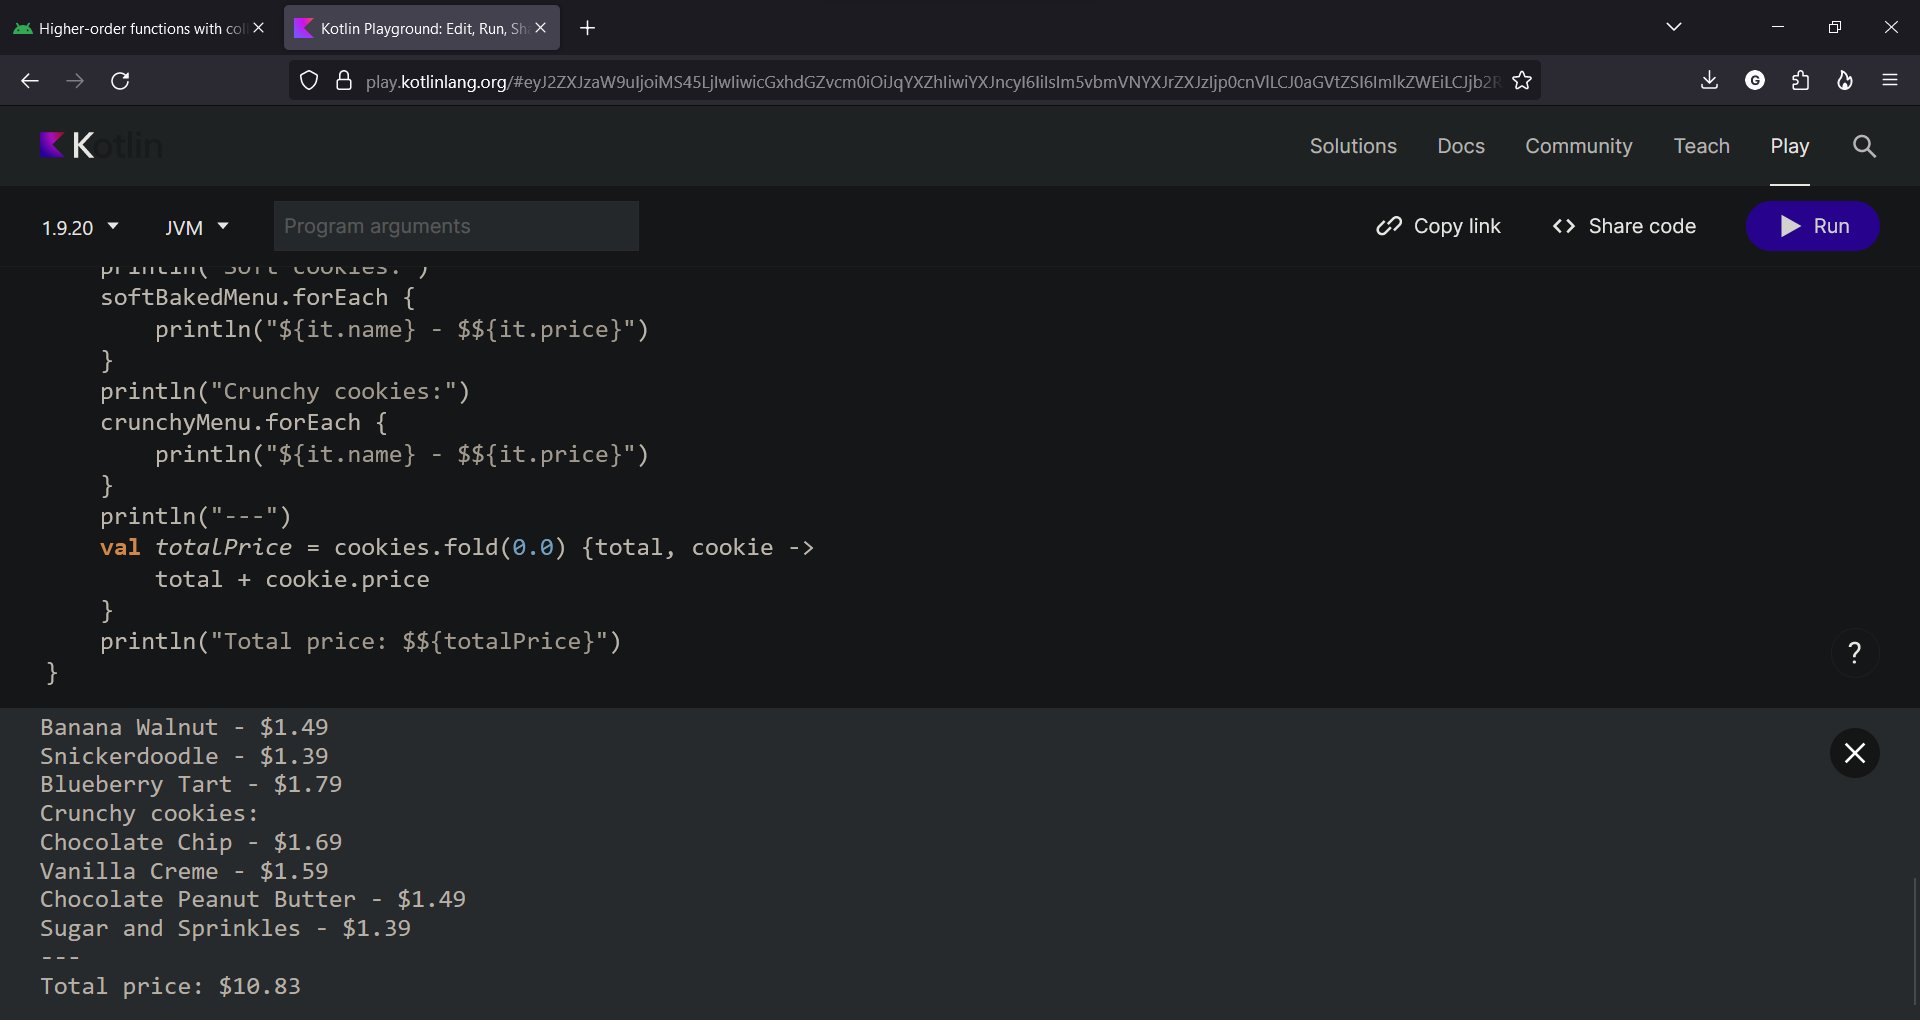 Higher-order functions with col
Kotlin Playground: Edit, Run, Sh
play.kotlinlang.org/#eyJ2ZXJzaW9uIjoiMS45LjIwIiwicGxhdGZvcm0iOiJqYXZhIiwiYXJncyI6IiIsIm5vbmVNYXJrZXJzIjp0cnVlLCJ0aGVtZSI6ImlkZWEiLCJjb2R
G
Kotlin
Solutions Docs Community Teach Play
1.9.20 JVM Program arguments Copy link <> Share code Run
println("Soft cookies:")
softBakedMenu.forEach {
println("${it.name} - $${it.price}")
}
println("Crunchy cookies:")
crunchyMenu.forEach {
println("${it.name} - $${it.price}")
}
println("---")
val totalPrice = cookies.fold(0.0) {total, cookie ->
total + cookie.price
}
println("Total price: $${totalPrice}")
}
?
Banana Walnut - $1.49
Snickerdoodle - $1.39
Blueberry Tart - $1.79
Crunchy cookies:
Chocolate Chip - $1.69
Vanilla Creme - $1.59
Chocolate Peanut Butter - $1.49
Sugar and Sprinkles - $1.39
---
Total price: $10.83